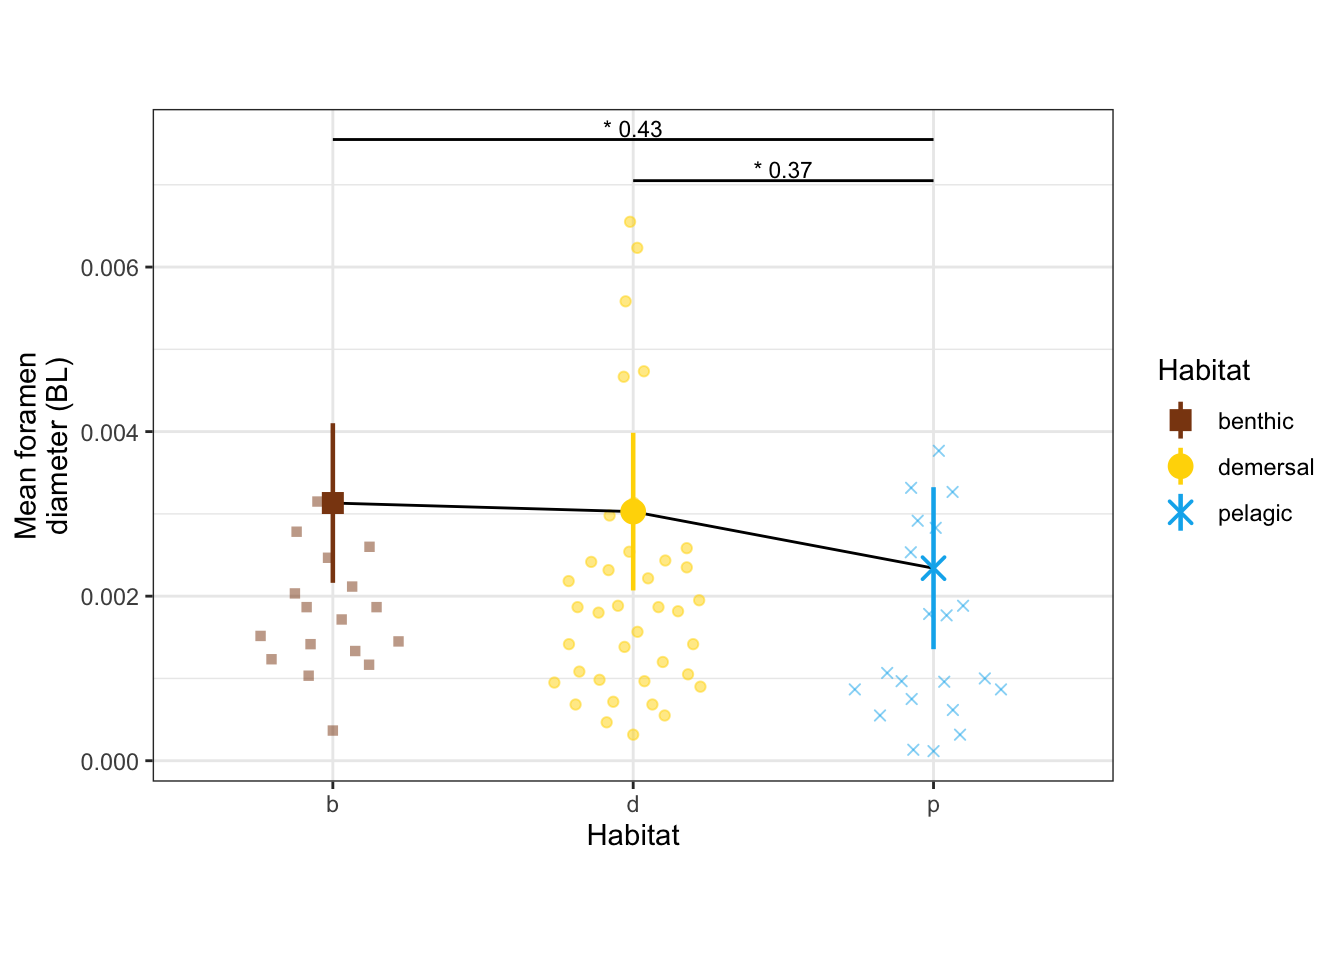 * 0.43
* 0.37
0.006
0.004
0.002
0.000
Mean foramen
diameter (BL)
b
d
p
Habitat
Habitat
benthic
demersal
pelagic